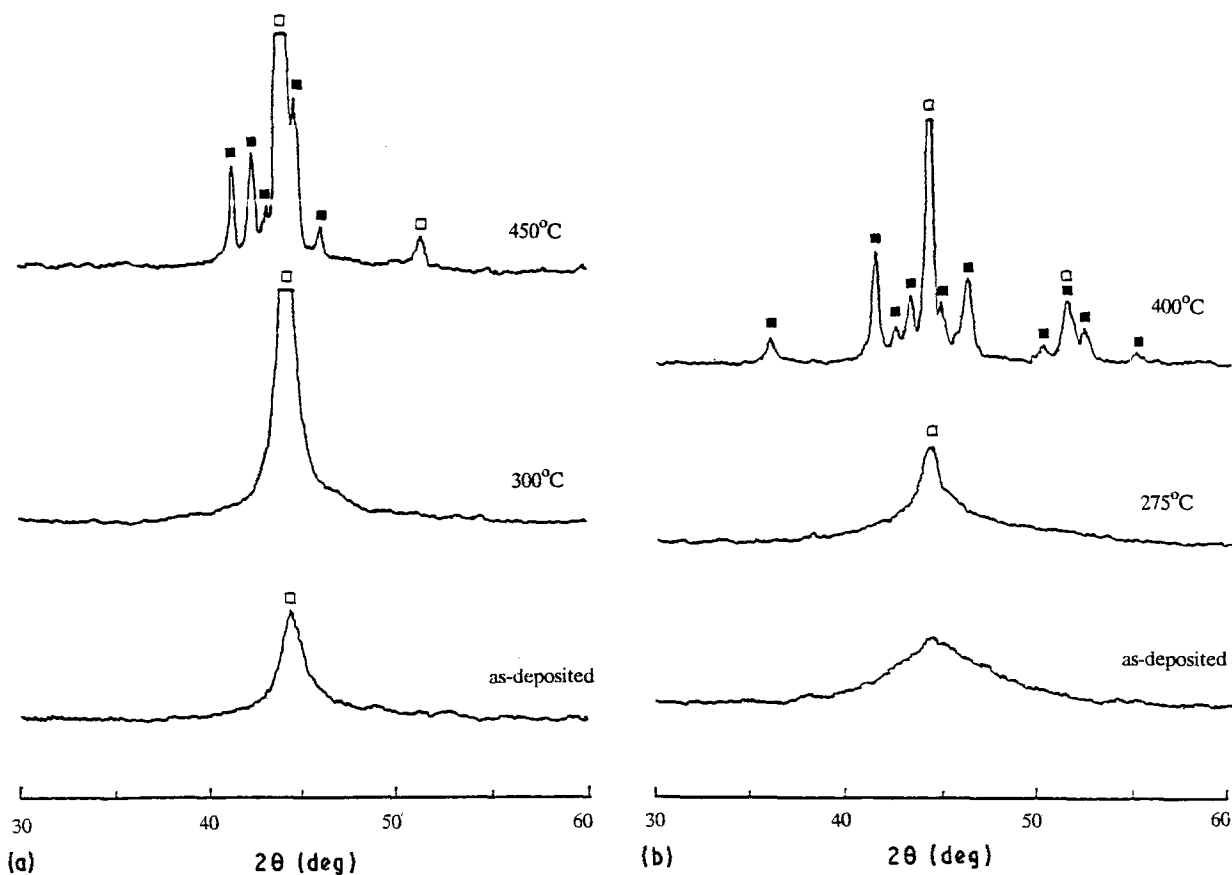 450°C
300°C
as-deposited
30 40 50 60
(a) 2θ (deg)
400°C
275°C
as-deposited
30 40 50 60
(b) 2θ (deg)